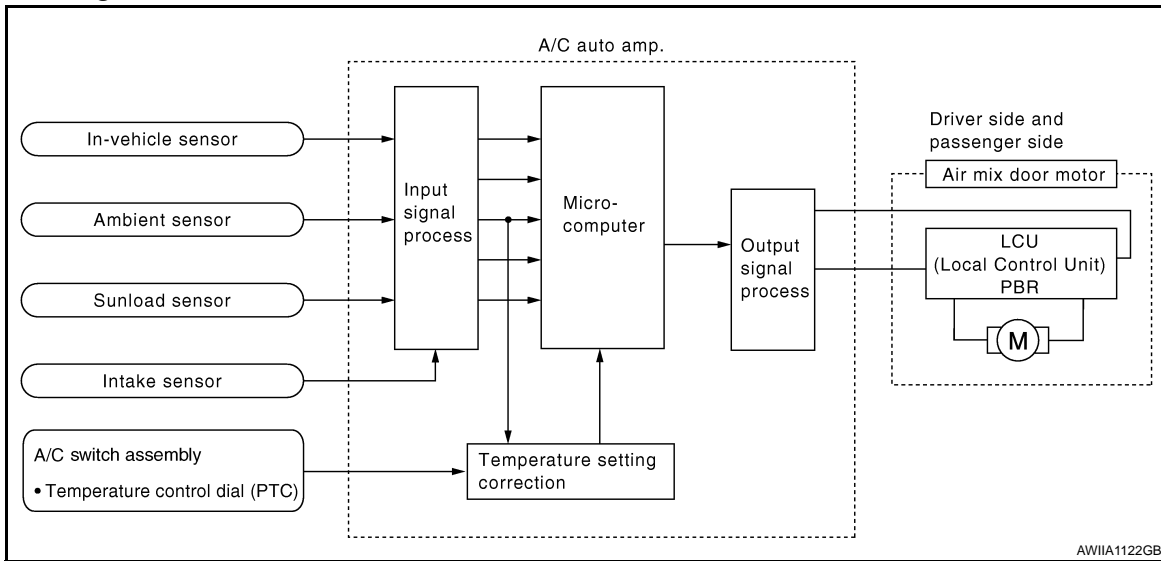 A/C auto amp.
In-vehicle sensor
Ambient sensor
Sunload sensor
Intake sensor
A/C switch assembly
• Temperature control dial (PTC)
Input
signal
process
Micro-
computer
Temperature setting
correction
Output
signal
process
Driver side and
passenger side
Air mix door motor
LCU
(Local Control Unit)
PBR
M
AWIIA1122GB